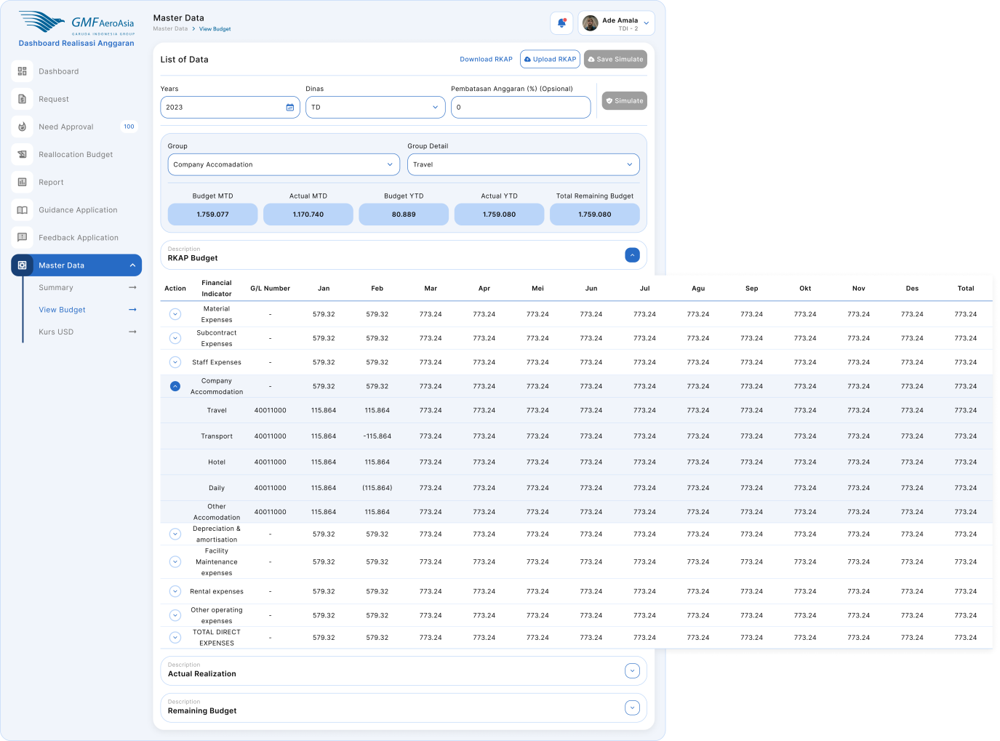 GMF AeroAsia
GARUDA INDONESIA GROUP
Dashboard Realisasi Anggaran
Dashboard
Request
Need Approval 100
Reallocation Budget
Report
Guidance Application
Feedback Application
Master Data
Summary
View Budget
Kurs USD
Master Data
Master Data > View Budget
Ade Amala
TDI - 2
List of Data
Download RKAP Upload RKAP Save Simulate
Years Dinas Pembatasan Anggaran (%) (Opsional)
2023 TD 0 Simulate
Group Group Detail
Company Accomadation Travel
Budget MTD Actual MTD Budget YTD Actual YTD Total Remaining Budget
1.759.077 1.170.740 80.889 1.759.080 1.759.080
Description
RKAP Budget
Action Financial Indicator G/L Number Jan Feb Mar Apr Mei Jun Jul Agu Sep Okt Nov Des Total
Material Expenses - 579.32 579.32 773.24 773.24 773.24 773.24 773.24 773.24 773.24 773.24 773.24 773.24 773.24
Subcontract Expenses - 579.32 579.32 773.24 773.24 773.24 773.24 773.24 773.24 773.24 773.24 773.24 773.24 773.24
Staff Expenses - 579.32 579.32 773.24 773.24 773.24 773.24 773.24 773.24 773.24 773.24 773.24 773.24 773.24
Company Accommodation - 579.32 579.32 773.24 773.24 773.24 773.24 773.24 773.24 773.24 773.24 773.24 773.24 773.24
Travel 40011000 115.864 115.864 773.24 773.24 773.24 773.24 773.24 773.24 773.24 773.24 773.24 773.24 773.24
Transport 40011000 115.864 -115.864 773.24 773.24 773.24 773.24 773.24 773.24 773.24 773.24 773.24 773.24 773.24
Hotel 40011000 115.864 115.864 773.24 773.24 773.24 773.24 773.24 773.24 773.24 773.24 773.24 773.24 773.24
Daily 40011000 115.864 (115.864) 773.24 773.24 773.24 773.24 773.24 773.24 773.24 773.24 773.24 773.24 773.24
Other Accomodation 40011000 115.864 115.864 773.24 773.24 773.24 773.24 773.24 773.24 773.24 773.24 773.24 773.24 773.24
Depreciation & amortisation - 579.32 579.32 773.24 773.24 773.24 773.24 773.24 773.24 773.24 773.24 773.24 773.24 773.24
Facility Maintenance expenses - 579.32 579.32 773.24 773.24 773.24 773.24 773.24 773.24 773.24 773.24 773.24 773.24 773.24
Rental expenses - 579.32 579.32 773.24 773.24 773.24 773.24 773.24 773.24 773.24 773.24 773.24 773.24 773.24
Other operating expenses - 579.32 579.32 773.24 773.24 773.24 773.24 773.24 773.24 773.24 773.24 773.24 773.24 773.24
TOTAL DIRECT EXPENSES - 579.32 579.32 773.24 773.24 773.24 773.24 773.24 773.24 773.24 773.24 773.24 773.24 773.24
Description
Actual Realization
Description
Remaining Budget